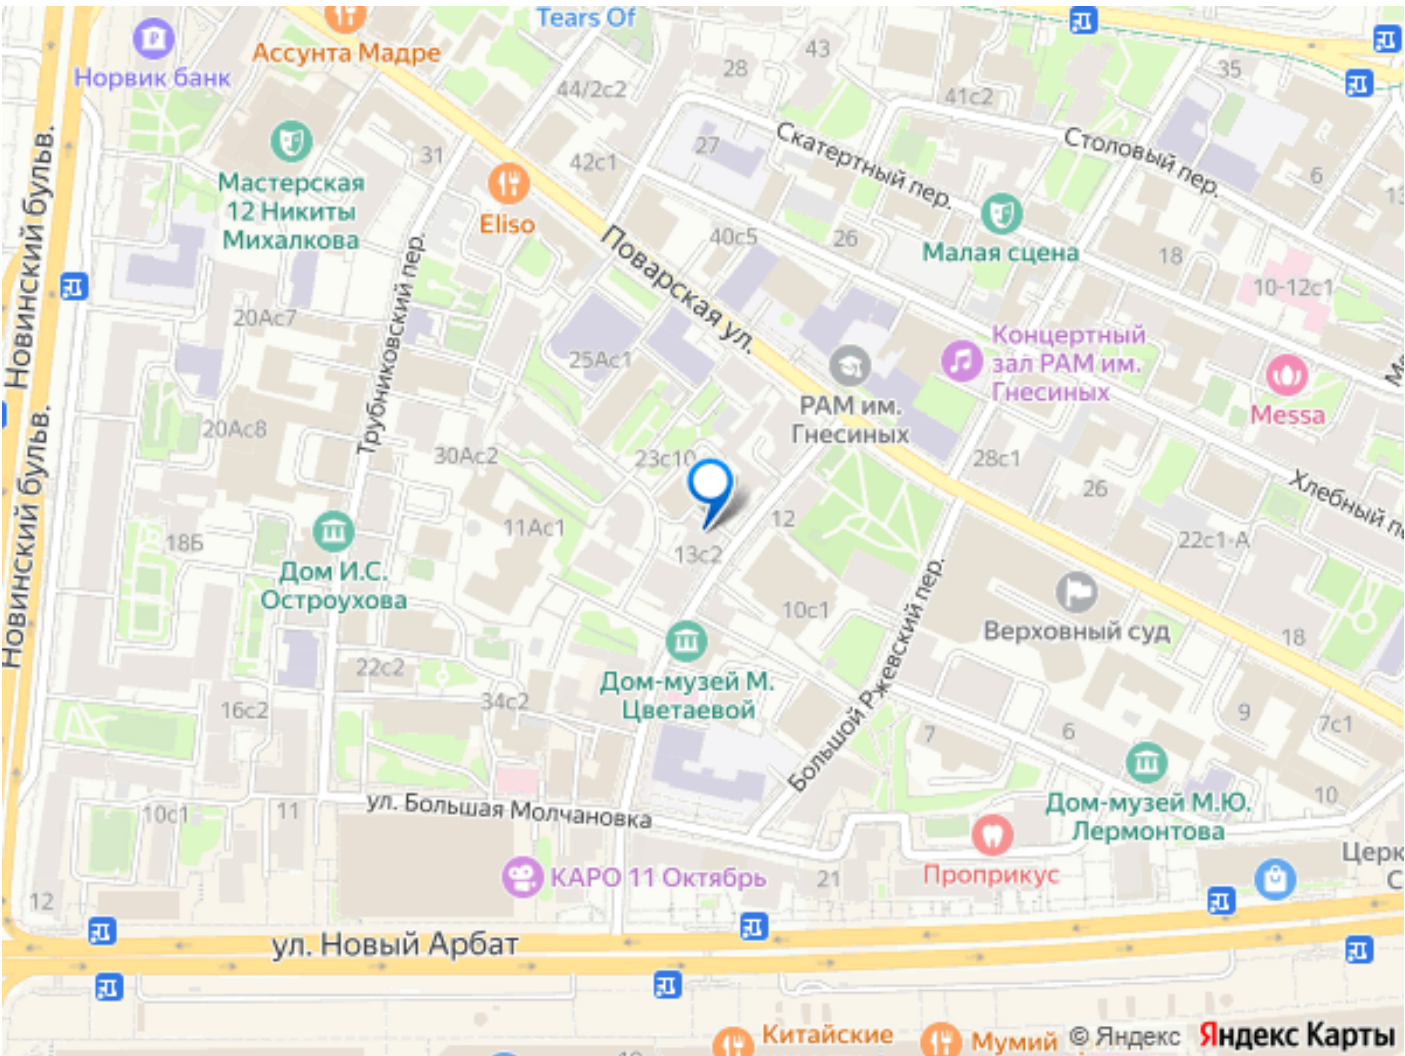 Tears Of
Ассунта Мадре
Норвик банк
43
28
44/2с2
41с2
35
Скатертный пер.
Столовый пер.
27
31
42с1
6
13
Мастерская
12 Никиты
Михалкова
Eliso
40с5
26
Малая сцена
18
10-12с1
Новинский бульв.
Трубниковский пер.
Поварская ул.
20Ас7
25Ас1
Концертный
зал РАМ им.
Гнесиных
РАМ им.
Гнесиных
Messa
20Ас8
30Ас2
23с10
28с1
26
Хлебный пе
Новинский бульв.
18Б
11Ас1
12
13с2
22с1-А
Дом И.С.
Остроухова
10с1
Верховный суд
18
Большой Ржевский пер.
22с2
Дом-музей М.
Цветаевой
34с2
16с2
7
6
9
7с1
10с1
11
ул. Большая Молчановка
Дом-музей М.Ю.
Лермонтова
10
Проприкус
Церк
С
КАРО 11 Октябрь
21
12
ул. Новый Арбат
Китайские
Мумий
© Яндекс
Яндекс Карты